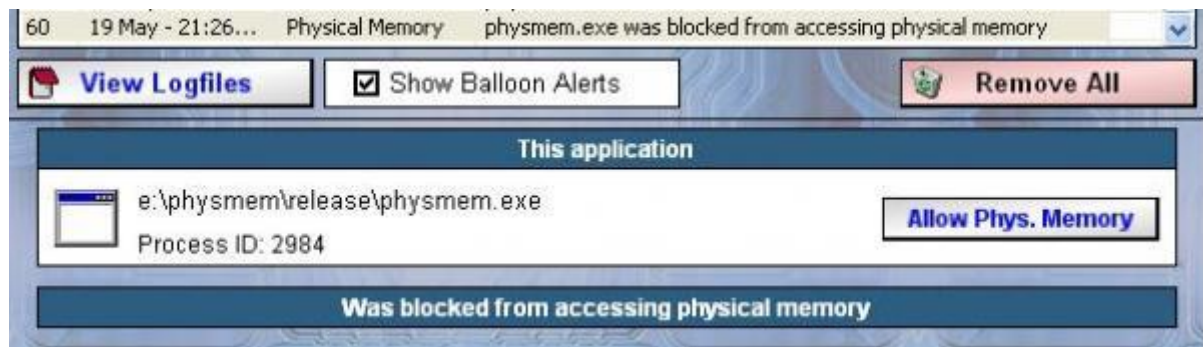 60 19 May - 21:26... Physical Memory physmem.exe was blocked from accessing physical memory
View Logfiles Show Balloon Alerts Remove All
This application
e:\physmem\release\physmem.exe
Allow Phys. Memory
Process ID: 2984
Was blocked from accessing physical memory